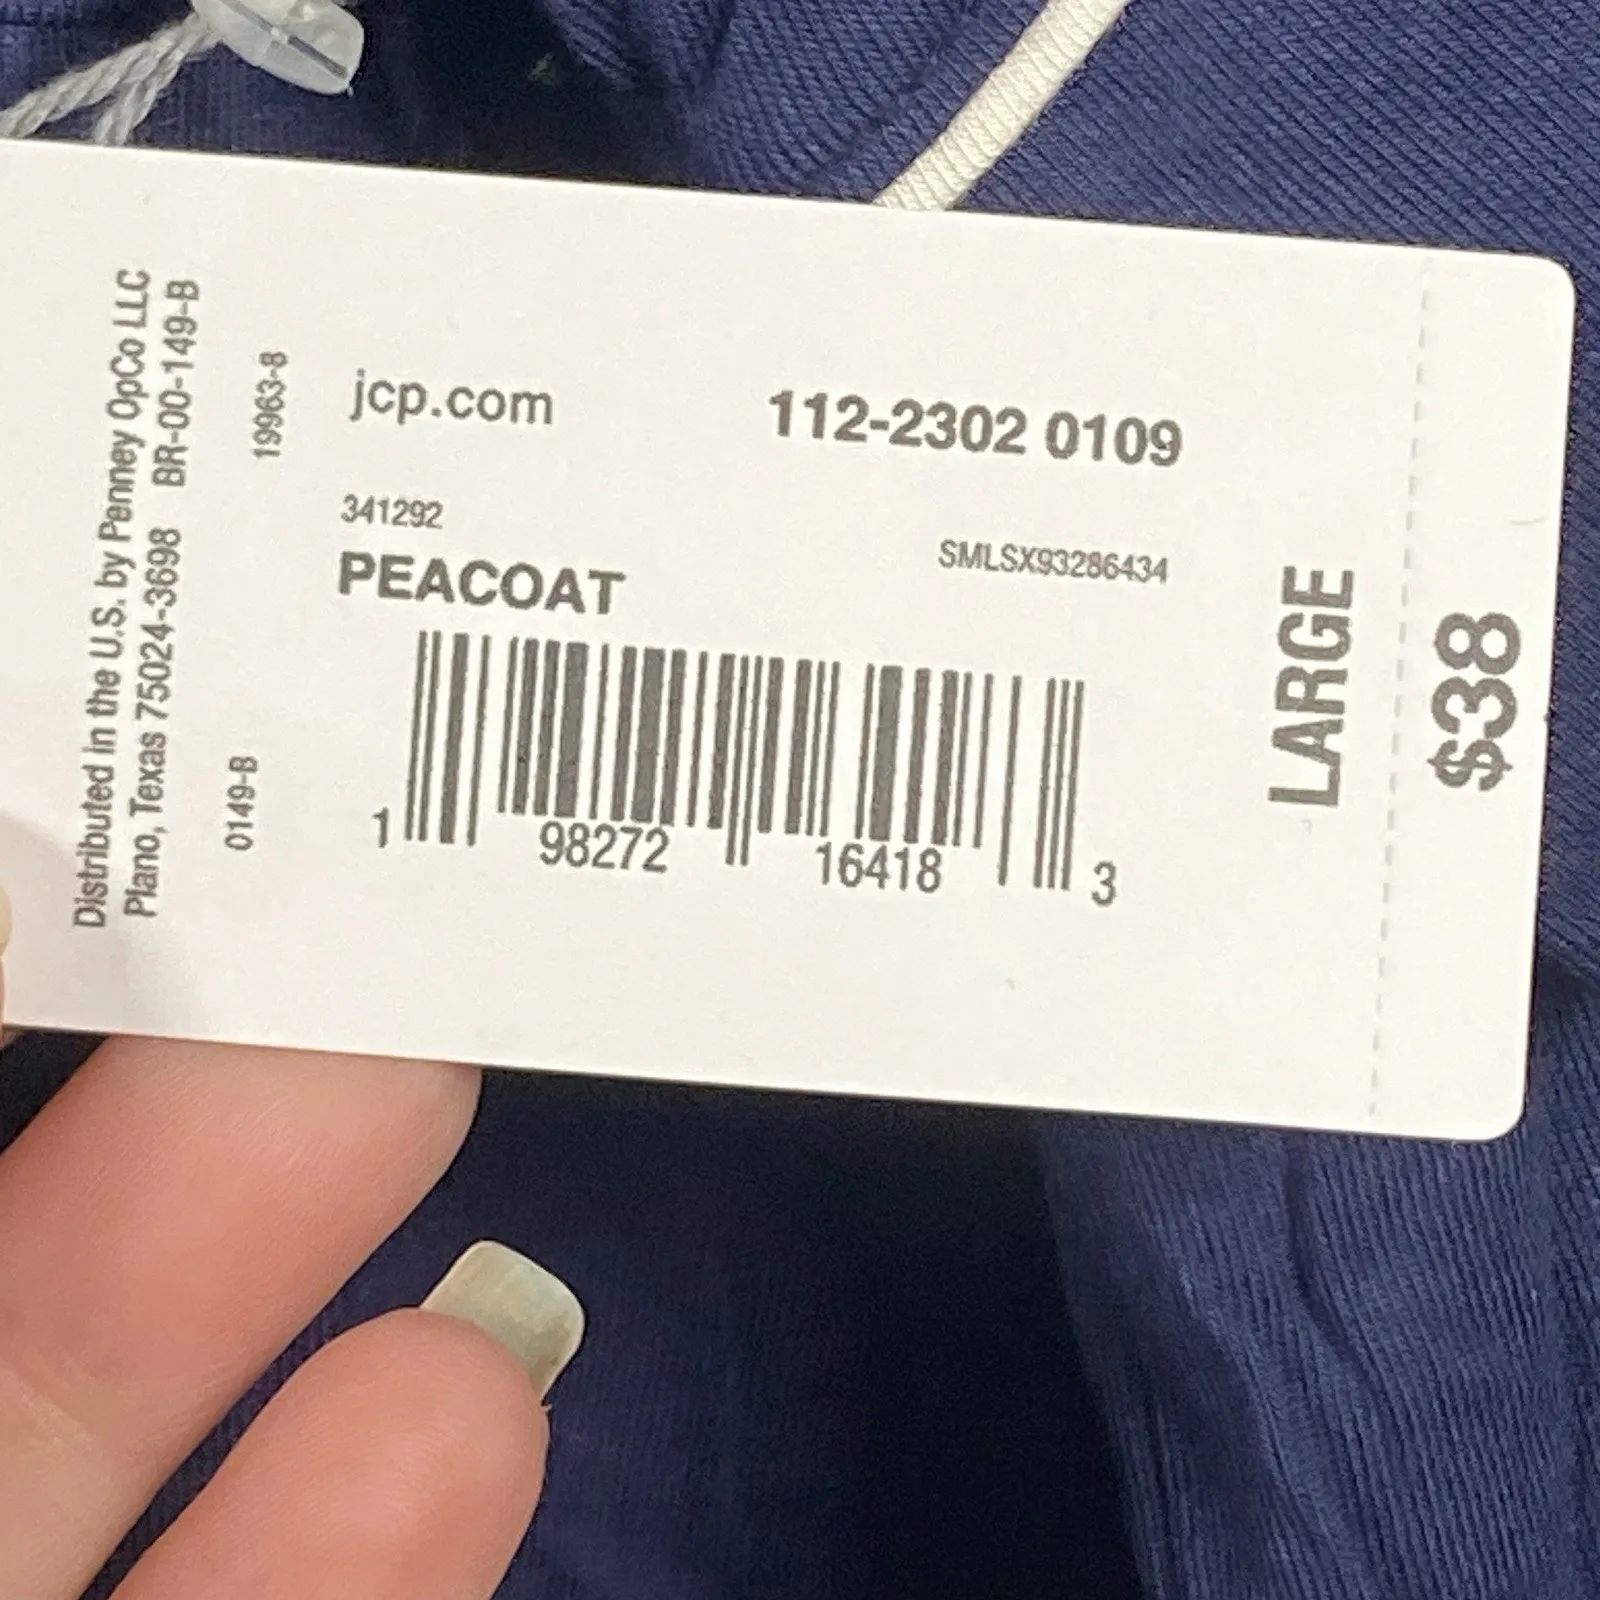 Distributed in the U.S. by Penney OpCo LLC
Plano, Texas 75024-3698 BR-00-149-B
0149-B 19963-8
jcp.com 112-2302 0109
341292 SMLSX93286434
PEACOAT
1 98272 16418 3
LARGE
$38